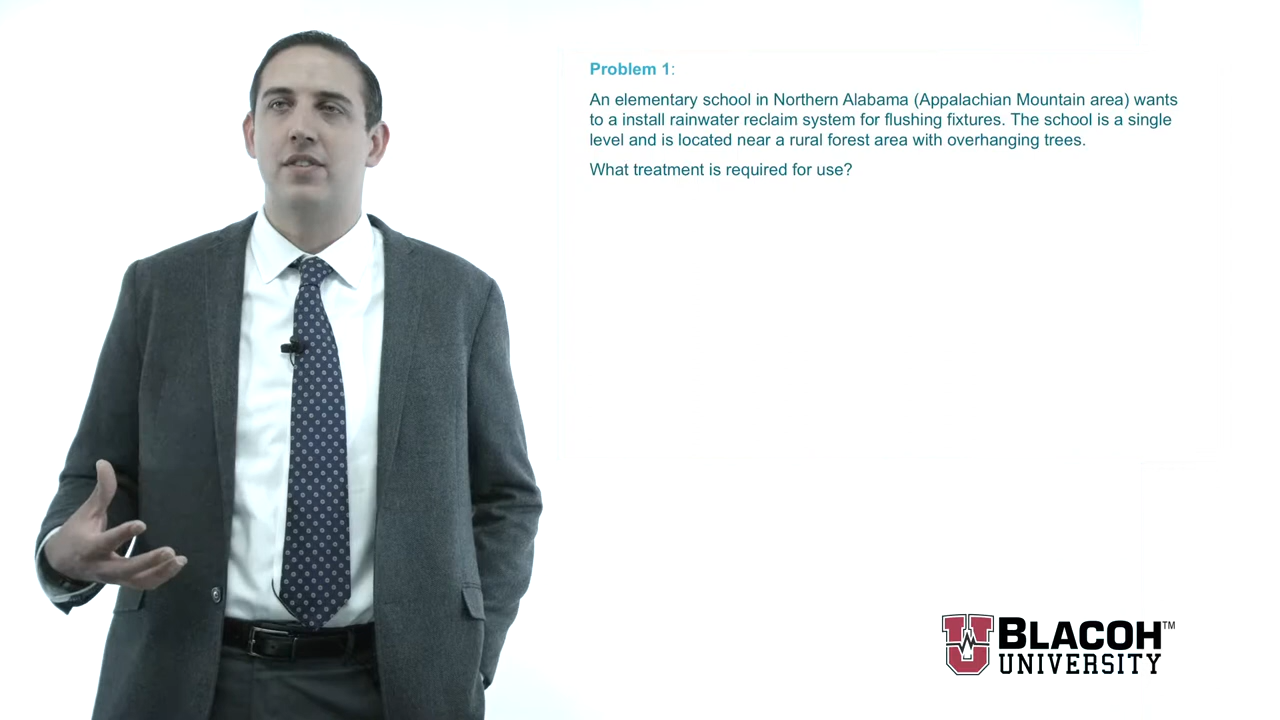 Problem 1:
An elementary school in Northern Alabama (Appalachian Mountain area) wants
to a install rainwater reclaim system for flushing fixtures. The school is a single
level and is located near a rural forest area with overhanging trees.
What treatment is required for use?
U BLACOH™
UNIVERSITY